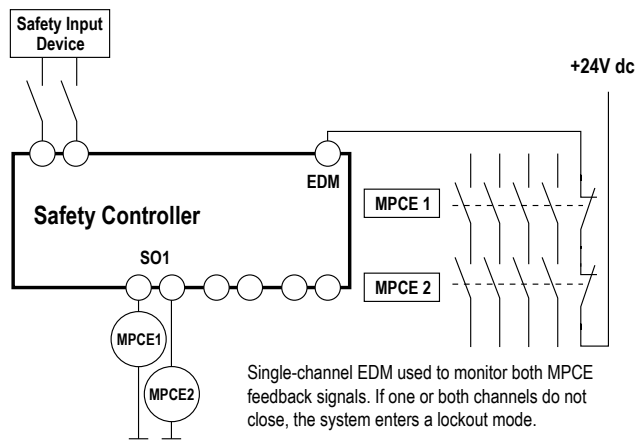 Safety Input
Device
+24V dc
EDM
Safety Controller
MPCE 1
SO1
MPCE 2
MPCE1
MPCE2
Single-channel EDM used to monitor both MPCE
feedback signals. If one or both channels do not
close, the system enters a lockout mode.